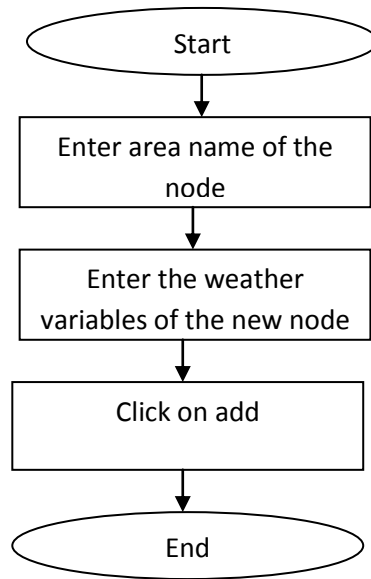 Start
Enter area name of the
node
Enter the weather
variables of the new node
Click on add
End